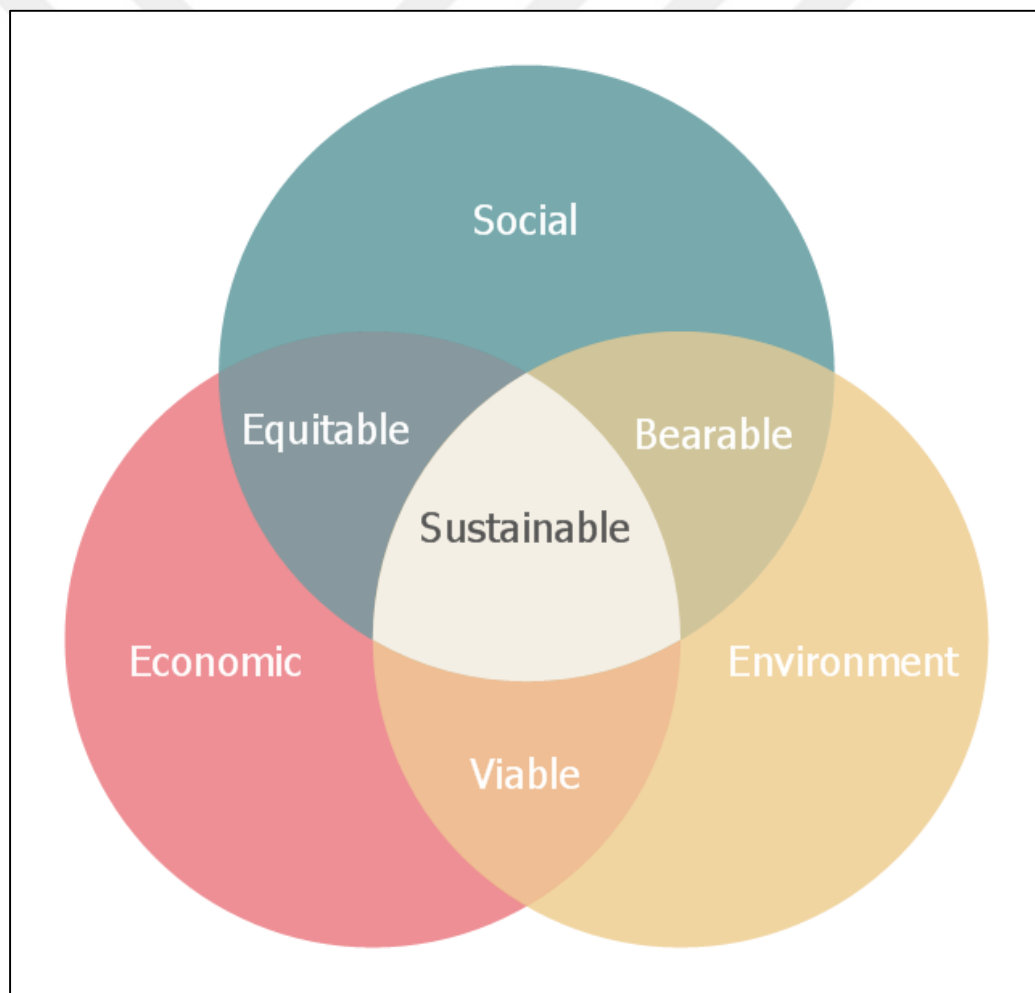 Social
Equitable
Bearable
Sustainable
Economic
Environment
Viable